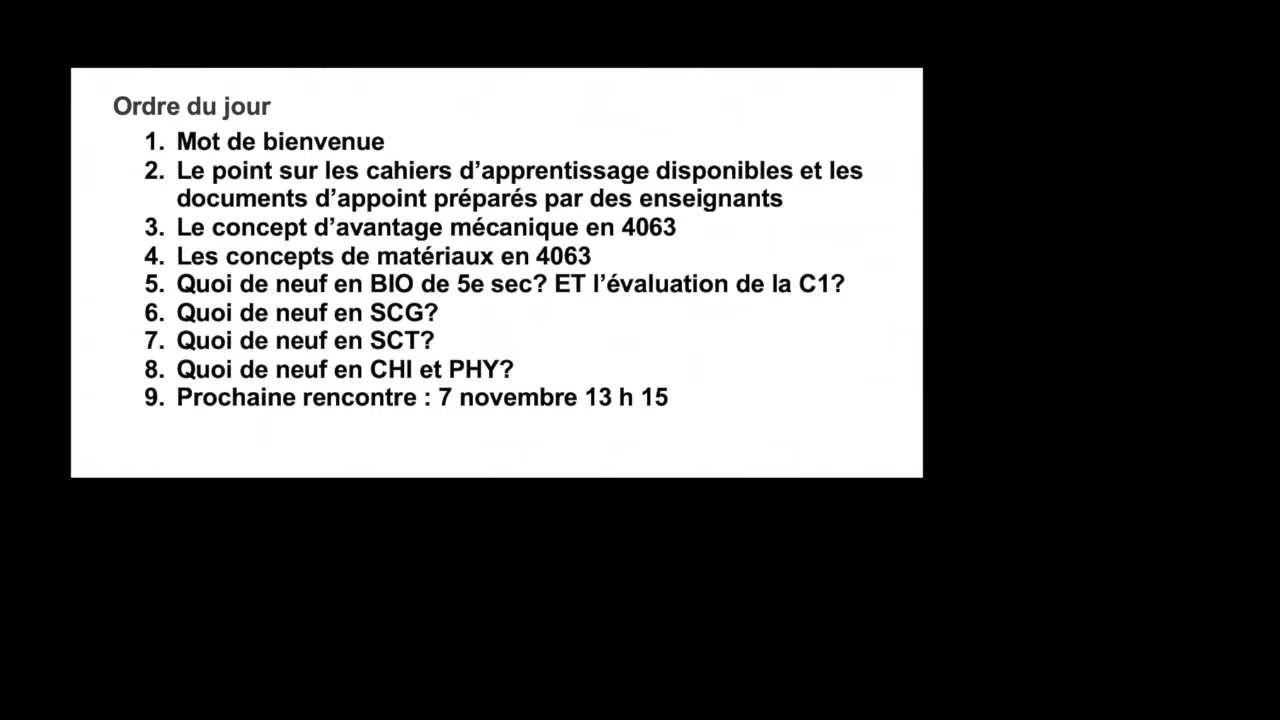 Ordre du jour
1. Mot de bienvenue
2. Le point sur les cahiers d’apprentissage disponibles et les
documents d’appoint préparés par des enseignants
3. Le concept d’avantage mécanique en 4063
4. Les concepts de matériaux en 4063
5. Quoi de neuf en BIO de 5e sec? ET l’évaluation de la C1?
6. Quoi de neuf en SCG?
7. Quoi de neuf en SCT?
8. Quoi de neuf en CHI et PHY?
9. Prochaine rencontre : 7 novembre 13 h 15